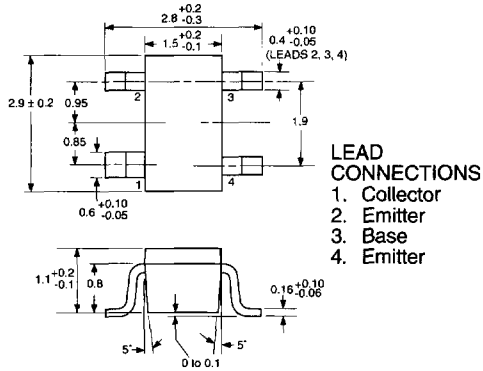 2.8 +0.2 -0.3
1.5 +0.2 -0.1
0.4 +0.10 -0.05
(LEADS 2, 3, 4)
2
3
2.9 ± 0.2
0.95
1.9
0.85
1
4
0.6 +0.10 -0.05
LEAD
CONNECTIONS
1. Collector
2. Emitter
3. Base
4. Emitter
1.1 +0.2 -0.1
0.8
0.16 +0.10 -0.06
5°
5°
0 to 0.1